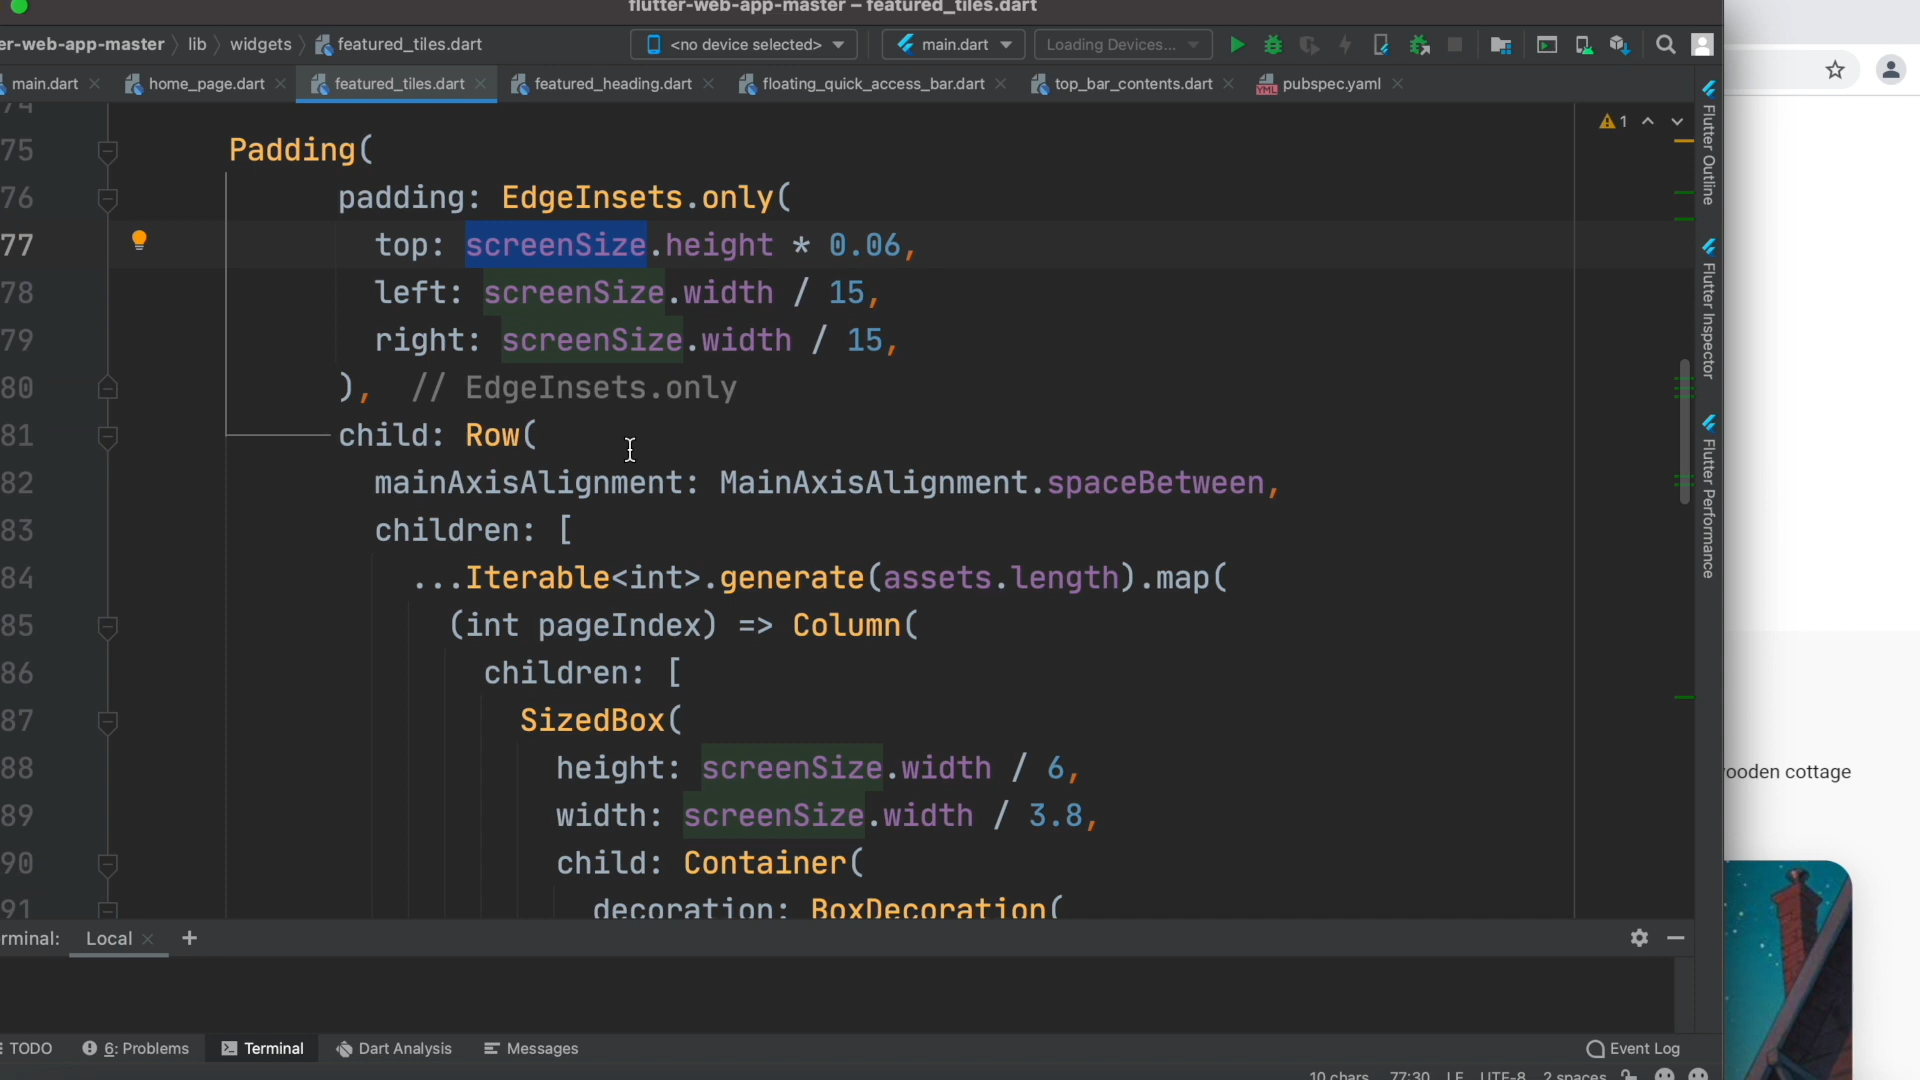 flutter-web-app-master – featured_tiles.dart
er-web-app-master lib widgets featured_tiles.dart <no device selected> main.dart Loading Devices...
main.dart home_page.dart featured_tiles.dart featured_heading.dart floating_quick_access_bar.dart top_bar_contents.dart pubspec.yaml
74
75 Padding( 1
76 padding: EdgeInsets.only(
77 top: screenSize.height * 0.06,
78 left: screenSize.width / 15,
79 right: screenSize.width / 15,
80 ), // EdgeInsets.only
81 child: Row(
82 mainAxisAlignment: MainAxisAlignment.spaceBetween,
83 children: [
84 ...Iterable<int>.generate(assets.length).map(
85 (int pageIndex) => Column(
86 children: [
87 SizedBox(
88 height: screenSize.width / 6,
89 width: screenSize.width / 3.8,
90 child: Container(
91 decoration: BoxDecoration(
Flutter Outline
Flutter Inspector
Flutter Performance
ooden cottage
rminal: Local +
TODO 6: Problems Terminal Dart Analysis Messages Event Log
10 chars 77:30 LF UTF-8 2 spaces